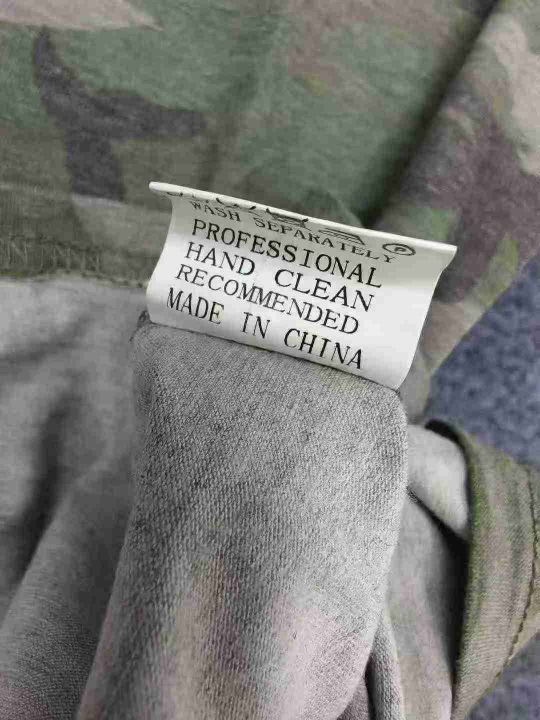 WASH SEPARATELY
P
PROFESSIONAL
HAND CLEAN
RECOMMENDED
MADE IN CHINA